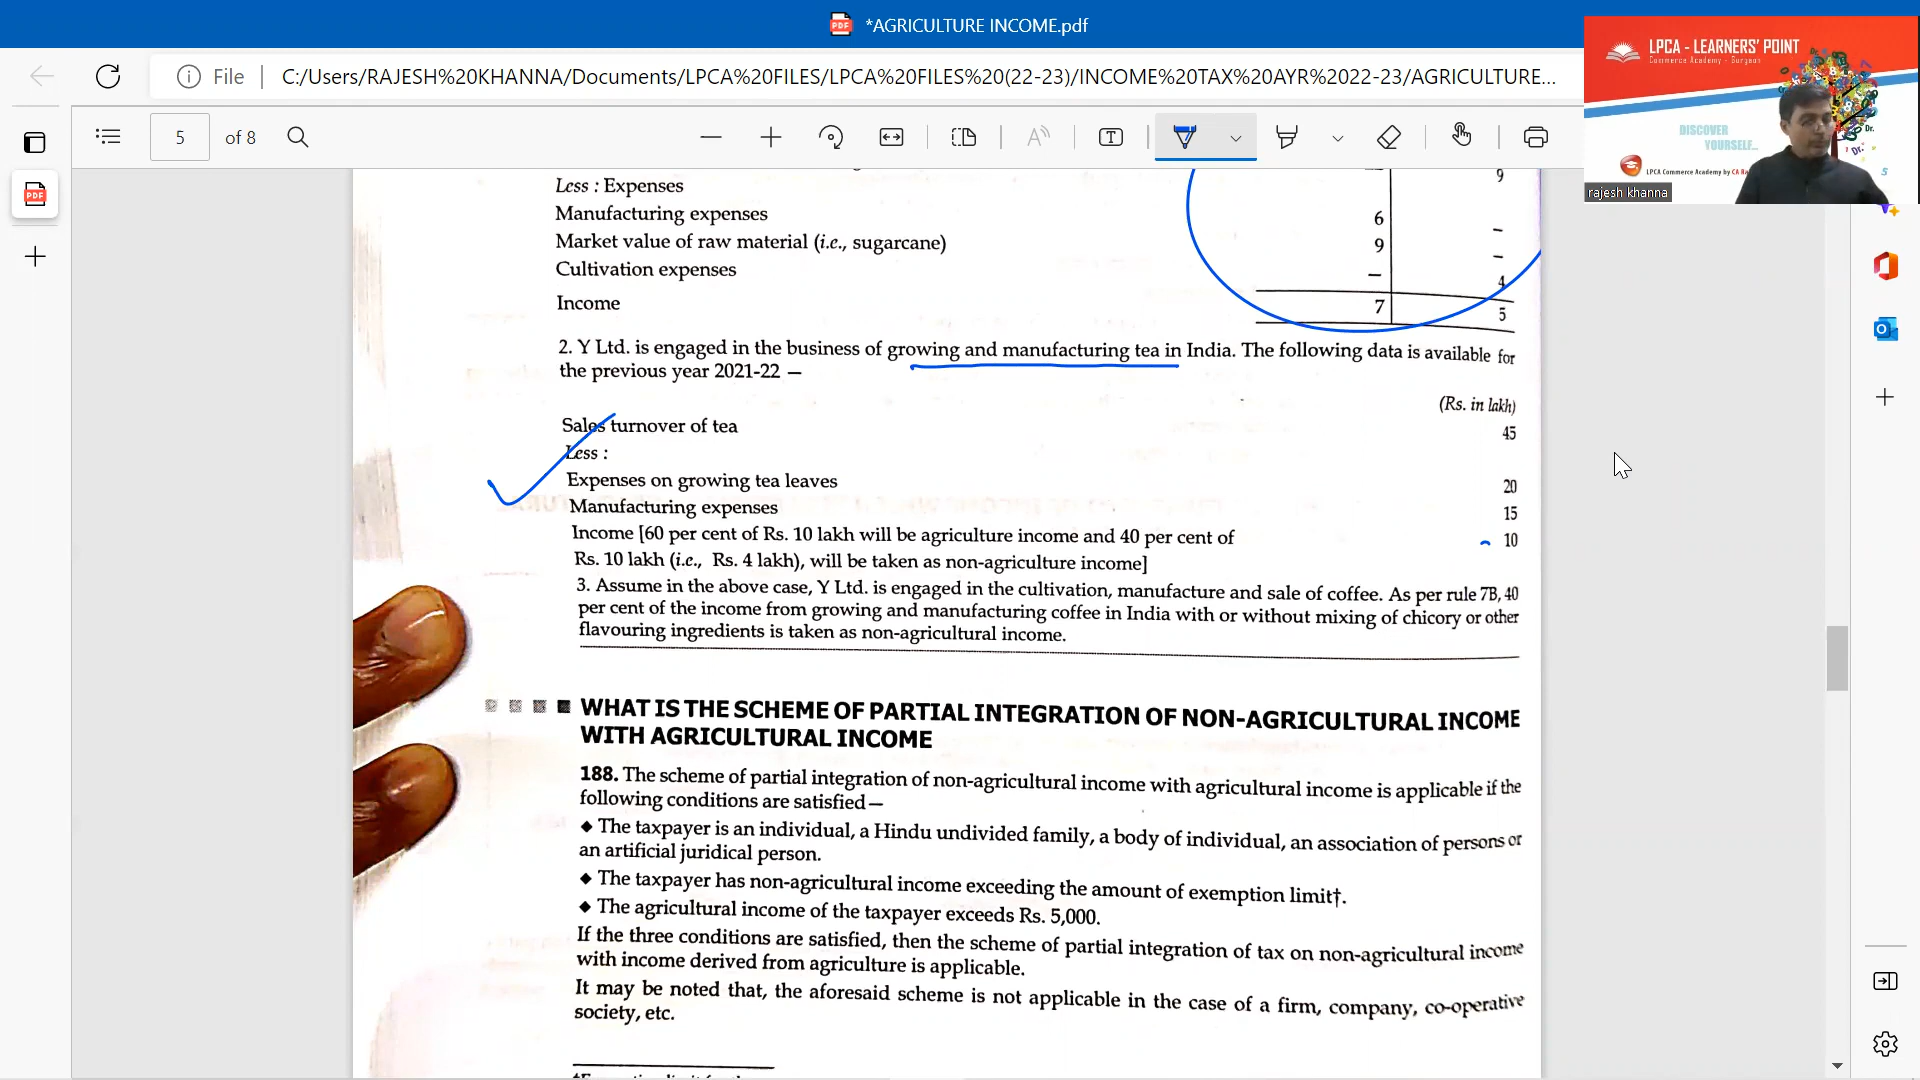 *AGRICULTURE INCOME.pdf
LPCA - LEARNERS' POINT
Commerce Academy - Gurgaon
DISCOVER
YOURSELF...
Dr.
Dr.
LPCA Commerce Academy by CA
rajesh khanna
File
C:/Users/RAJESH%20KHANNA/Documents/LPCA%20FILES/LPCA%20FILES%20(22-23)/INCOME%20TAX%20AYR%2022-23/AGRICULTURE...
5 of 8
9
Less : Expenses
Manufacturing expenses 6 –
Market value of raw material (i.e., sugarcane) 9 –
Cultivation expenses – 4
Income 7 5
2. Y Ltd. is engaged in the business of growing and manufacturing tea in India. The following data is available for
the previous year 2021-22 —
(Rs. in lakh)
Sales turnover of tea 45
Less :
Expenses on growing tea leaves 20
Manufacturing expenses 15
Income [60 per cent of Rs. 10 lakh will be agriculture income and 40 per cent of 10
Rs. 10 lakh (i.e., Rs. 4 lakh), will be taken as non-agriculture income]
3. Assume in the above case, Y Ltd. is engaged in the cultivation, manufacture and sale of coffee. As per rule 7B, 40
per cent of the income from growing and manufacturing coffee in India with or without mixing of chicory or other
flavouring ingredients is taken as non-agricultural income.
WHAT IS THE SCHEME OF PARTIAL INTEGRATION OF NON-AGRICULTURAL INCOME
WITH AGRICULTURAL INCOME
188. The scheme of partial integration of non-agricultural income with agricultural income is applicable if the
following conditions are satisfied—
◆ The taxpayer is an individual, a Hindu undivided family, a body of individual, an association of persons or
an artificial juridical person.
◆ The taxpayer has non-agricultural income exceeding the amount of exemption limit†.
◆ The agricultural income of the taxpayer exceeds Rs. 5,000.
If the three conditions are satisfied, then the scheme of partial integration of tax on non-agricultural income
with income derived from agriculture is applicable.
It may be noted that, the aforesaid scheme is not applicable in the case of a firm, company, co-operative
society, etc.